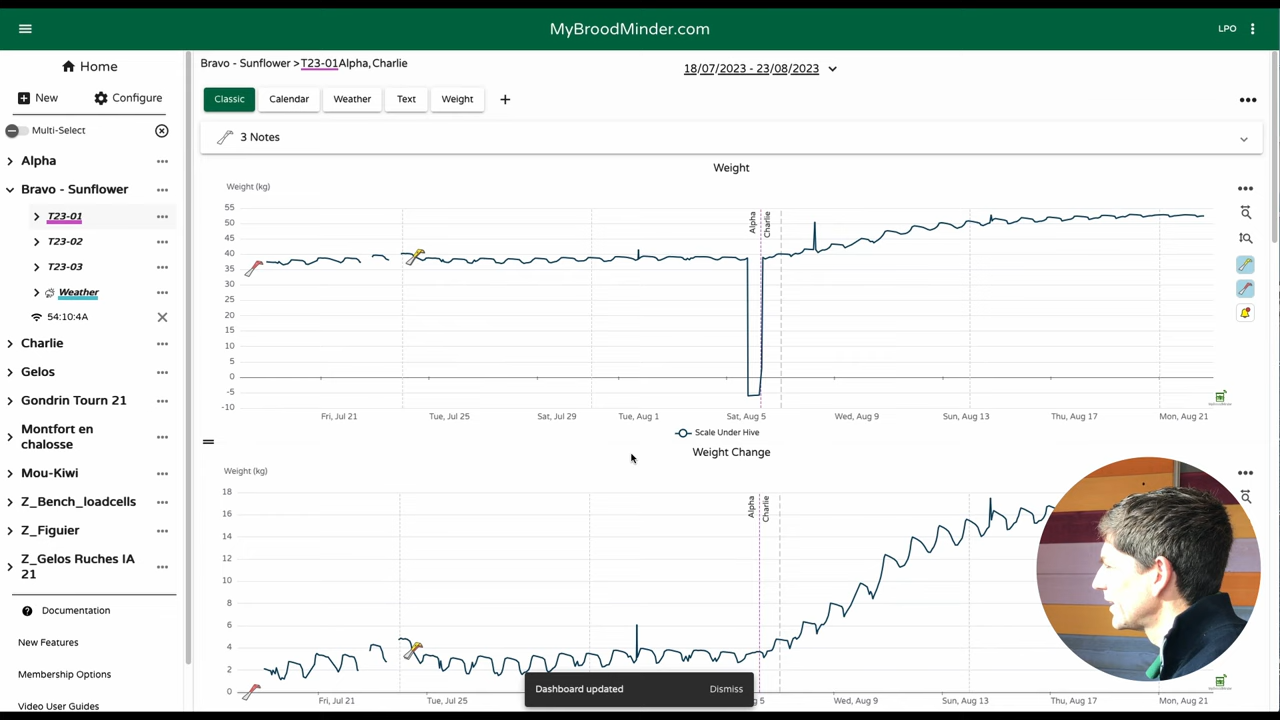 MyBroodMinder.com
LPO
Home
New
Configure
Multi-Select
Alpha
Bravo - Sunflower
T23-01
T23-02
T23-03
Weather
54:10:4A
Charlie
Gelos
Gondrin Tourn 21
Montfort en
chalosse
Mou-Kiwi
Z_Bench_loadcells
Z_Figuier
Z_Gelos Ruches IA
21
Documentation
New Features
Membership Options
Video User Guides
Bravo - Sunflower >T23-01Alpha,Charlie
18/07/2023 - 23/08/2023
Classic
Calendar
Weather
Text
Weight
3 Notes
Weight
Weight (kg)
55
50
45
40
35
30
25
20
15
10
5
0
-5
-10
Alpha
Charlie
Fri, Jul 21
Tue, Jul 25
Sat, Jul 29
Tue, Aug 1
Sat, Aug 5
Wed, Aug 9
Sun, Aug 13
Thu, Aug 17
Mon, Aug 21
Scale Under Hive
Weight Change
Weight (kg)
18
16
14
12
10
8
6
4
2
0
Alpha
Charlie
Fri, Jul 21
Tue, Jul 25
5
Wed, Aug 9
Sun, Aug 13
Thu, Aug 17
Mon, Aug 21
Dashboard updated
Dismiss